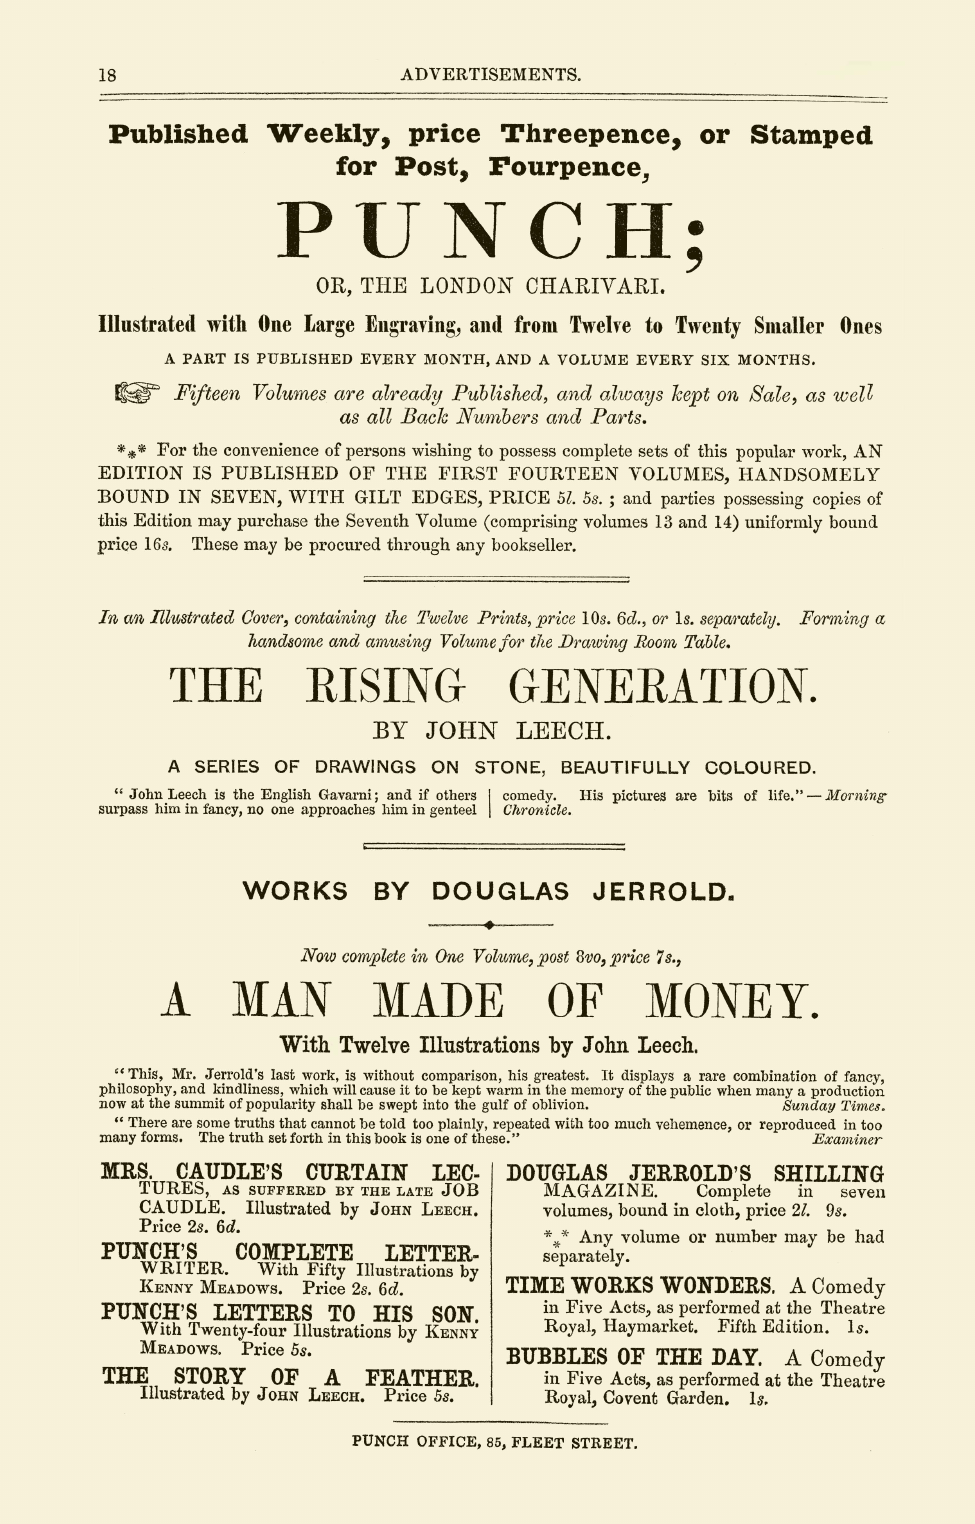 18 ADVERTISEMENTS.
Published Weekly, price Threepence, or Stamped
for Post, Fourpence,
PUNCH;
OR, THE LONDON CHARIVARI.
Illustrated with One Large Engraving, and from Twelve to Twenty Smaller Ones
A PART IS PUBLISHED EVERY MONTH, AND A VOLUME EVERY SIX MONTHS.
☞ Fifteen Volumes are already Published, and always kept on Sale, as well
as all Back Numbers and Parts.
*** For the convenience of persons wishing to possess complete sets of this popular work, AN
EDITION IS PUBLISHED OF THE FIRST FOURTEEN VOLUMES, HANDSOMELY
BOUND IN SEVEN, WITH GILT EDGES, PRICE 5l. 5s. ; and parties possessing copies of
this Edition may purchase the Seventh Volume (comprising volumes 13 and 14) uniformly bound
price 16s. These may be procured through any bookseller.
In an Illustrated Cover, containing the Twelve Prints, price 10s. 6d., or 1s. separately. Forming a
handsome and amusing Volume for the Drawing Room Table.
THE RISING GENERATION.
BY JOHN LEECH.
A SERIES OF DRAWINGS ON STONE, BEAUTIFULLY COLOURED.
" John Leech is the English Gavarni; and if others
surpass him in fancy, no one approaches him in genteel
comedy. His pictures are bits of life." — Morning
Chronicle.
WORKS BY DOUGLAS JERROLD.
Now complete in One Volume, post 8vo, price 7s.,
A MAN MADE OF MONEY.
With Twelve Illustrations by John Leech.
" This, Mr. Jerrold's last work, is without comparison, his greatest. It displays a rare combination of fancy,
philosophy, and kindliness, which will cause it to be kept warm in the memory of the public when many a production
now at the summit of popularity shall be swept into the gulf of oblivion. Sunday Times.
" There are some truths that cannot be told too plainly, repeated with too much vehemence, or reproduced in too
many forms. The truth set forth in this book is one of these." Examiner
MRS. CAUDLE'S CURTAIN LEC-
TURES, AS SUFFERED BY THE LATE JOB
CAUDLE. Illustrated by JOHN LEECH.
Price 2s. 6d.
PUNCH'S COMPLETE LETTER-
WRITER. With Fifty Illustrations by
KENNY MEADOWS. Price 2s. 6d.
PUNCH'S LETTERS TO HIS SON.
With Twenty-four Illustrations by KENNY
MEADOWS. Price 5s.
THE STORY OF A FEATHER.
Illustrated by JOHN LEECH. Price 5s.
DOUGLAS JERROLD'S SHILLING
MAGAZINE. Complete in seven
volumes, bound in cloth, price 2l. 9s.
*** Any volume or number may be had
separately.
TIME WORKS WONDERS. A Comedy
in Five Acts, as performed at the Theatre
Royal, Haymarket. Fifth Edition. 1s.
BUBBLES OF THE DAY. A Comedy
in Five Acts, as performed at the Theatre
Royal, Covent Garden. 1s.
PUNCH OFFICE, 85, FLEET STREET.